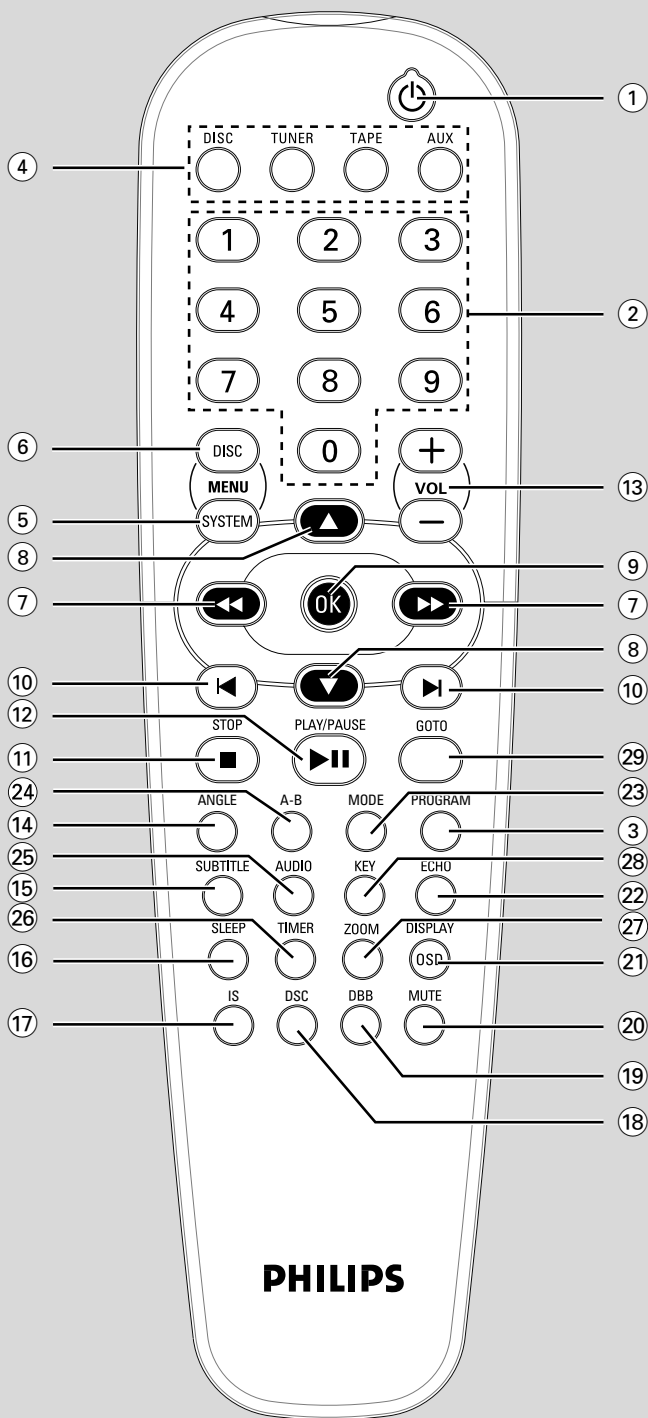 ①
DISC TUNER TAPE AUX
④
1 2 3
4 5 6
②
7 8 9
⑥ DISC 0 +
MENU VOL ⑬
⑤ SYSTEM −
⑧ ▲
⑨
⑦ ◀◀ OK ▶▶ ⑦
⑧
⑩ ▼ ⑩
⑫ STOP PLAY/PAUSE GOTO
⑪ ㉙
㉔ ANGLE A-B MODE PROGRAM ㉓
⑭ ③
㉕ SUBTITLE AUDIO KEY ECHO ㉘
⑮ ㉒
㉖ SLEEP TIMER ZOOM DISPLAY ㉗
⑯ OSD ㉑
IS DSC DBB MUTE
⑰ ⑳
⑲
⑱
PHILIPS